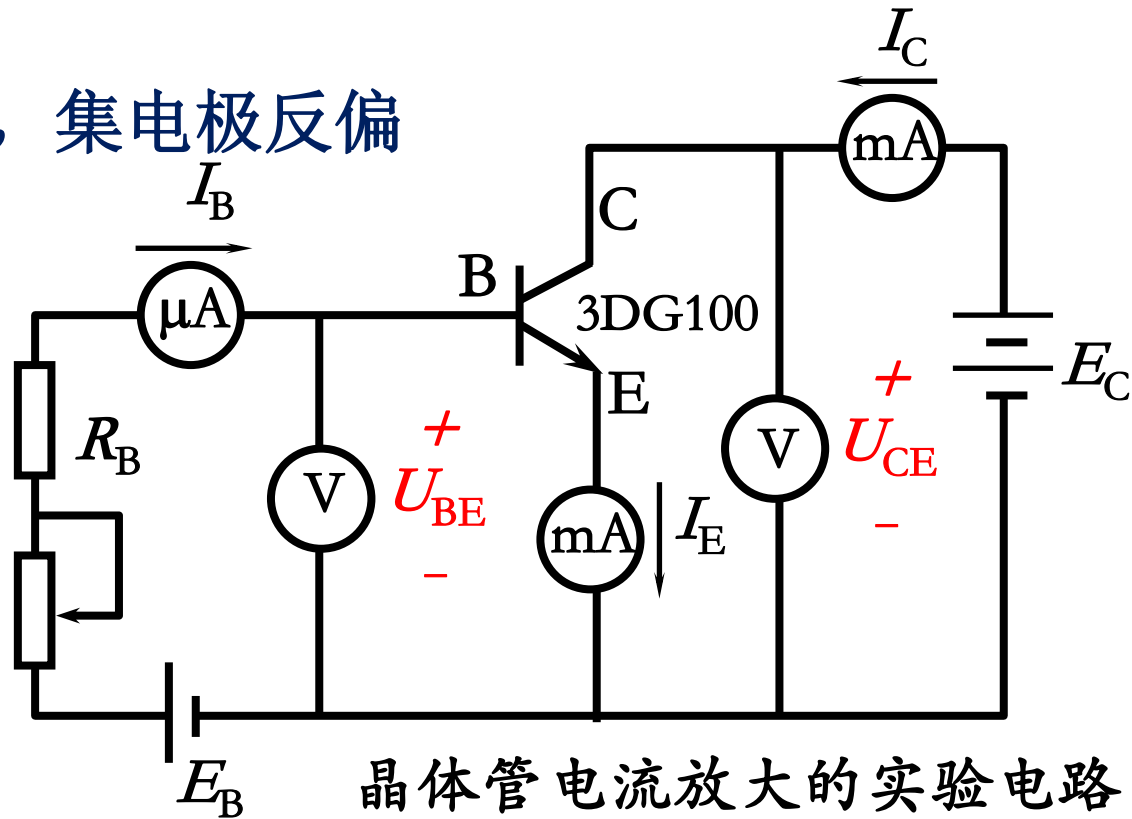 ，集电极反偏
I_C
mA
I_B
C
B
μA
3DG100
E
E_C
R_B
V
+
U_BE
-
V
+
U_CE
-
mA
I_E
E_B
晶体管电流放大的实验电路